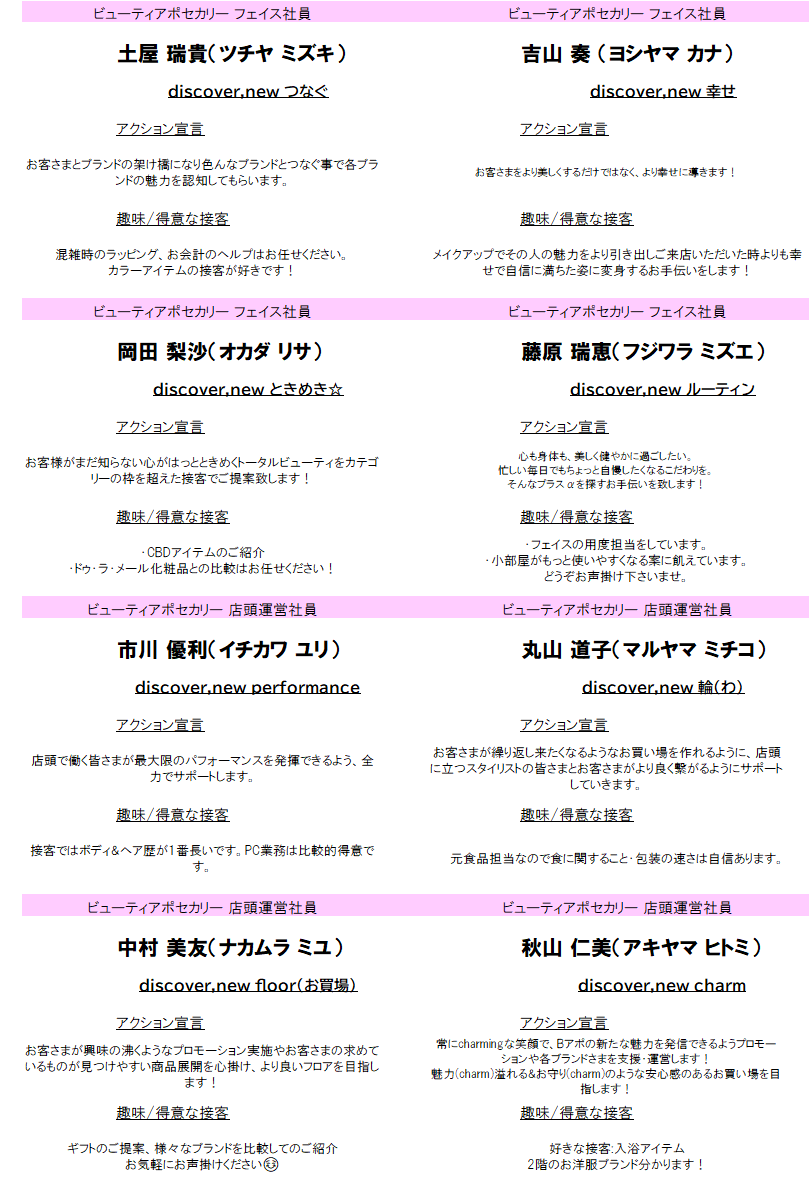 ビューティアポセカリー フェイス社員
土屋 瑞貴(ツチヤ ミズキ)
discover,new つなぐ
アクション宣言
お客さまとブランドの架け橋になり色んなブランドとつなぐ事で各ブラ
ンドの魅力を認知してもらいます。
趣味/得意な接客
混雑時のラッピング、お会計のヘルプはお任せください。
カラーアイテムの接客が好きです！
ビューティアポセカリー フェイス社員
吉山 奏 (ヨシヤマ カナ)
discover,new 幸せ
アクション宣言
お客さまをより美しくするだけではなく、より幸せに導きます！
趣味/得意な接客
メイクアップでその人の魅力をより引き出しご来店いただいた時よりも幸
せで自信に満ちた姿に変身するお手伝いをします！
ビューティアポセカリー フェイス社員
岡田 梨沙(オカダ リサ)
discover,new ときめき☆
アクション宣言
お客様がまだ知らない心がはっとときめくトータルビューティをカテゴ
リーの枠を超えた接客でご提案致します！
趣味/得意な接客
・CBDアイテムのご紹介
・ドゥ・ラ・メール化粧品との比較はお任せください！
ビューティアポセカリー フェイス社員
藤原 瑞恵(フジワラ ミズエ)
discover,new ルーティン
アクション宣言
心も身体も、美しく健やかに過ごしたい。
忙しい毎日でもちょっと自慢したくなるこだわりを。
そんなプラスαを探すお手伝いを致します！
趣味/得意な接客
・フェイスの用度担当をしています。
・小部屋がもっと使いやすくなる案に飢えています。
どうぞお声掛け下さいませ。
ビューティアポセカリー 店頭運営社員
市川 優利(イチカワ ユリ)
discover,new performance
アクション宣言
店頭で働く皆さまが最大限のパフォーマンスを発揮できるよう、全
力でサポートします。
趣味/得意な接客
接客ではボディ&ヘア歴が1番長いです。PC業務は比較的得意で
す。
ビューティアポセカリー 店頭運営社員
丸山 道子(マルヤマ ミチコ)
discover,new 輪(わ)
アクション宣言
お客さまが繰り返し来たくなるようなお買い場を作れるように、店頭
に立つスタイリストの皆さまとお客さまがより良く繋がるようにサポート
していきます。
趣味/得意な接客
元食品担当なので食に関すること・包装の速さは自信あります。
ビューティアポセカリー 店頭運営社員
中村 美友(ナカムラ ミユ)
discover,new floor(お買場)
アクション宣言
お客さまが興味の沸くようなプロモーション実施やお客さまの求めて
いるものが見つけやすい商品展開を心掛け、より良いフロアを目指し
ます！
趣味/得意な接客
ギフトのご提案、様々なブランドを比較してのご紹介
お気軽にお声掛けください
ビューティアポセカリー 店頭運営社員
秋山 仁美(アキヤマ ヒトミ)
discover,new charm
アクション宣言
常にcharmingな笑顔で、Bアポの新たな魅力を発信できるようプロモー
ションや各ブランドさまを支援・運営します！
魅力(charm)溢れる&お守り(charm)のような安心感のあるお買い場を目
指します！
趣味/得意な接客
好きな接客:入浴アイテム
2階のお洋服ブランド分かります！